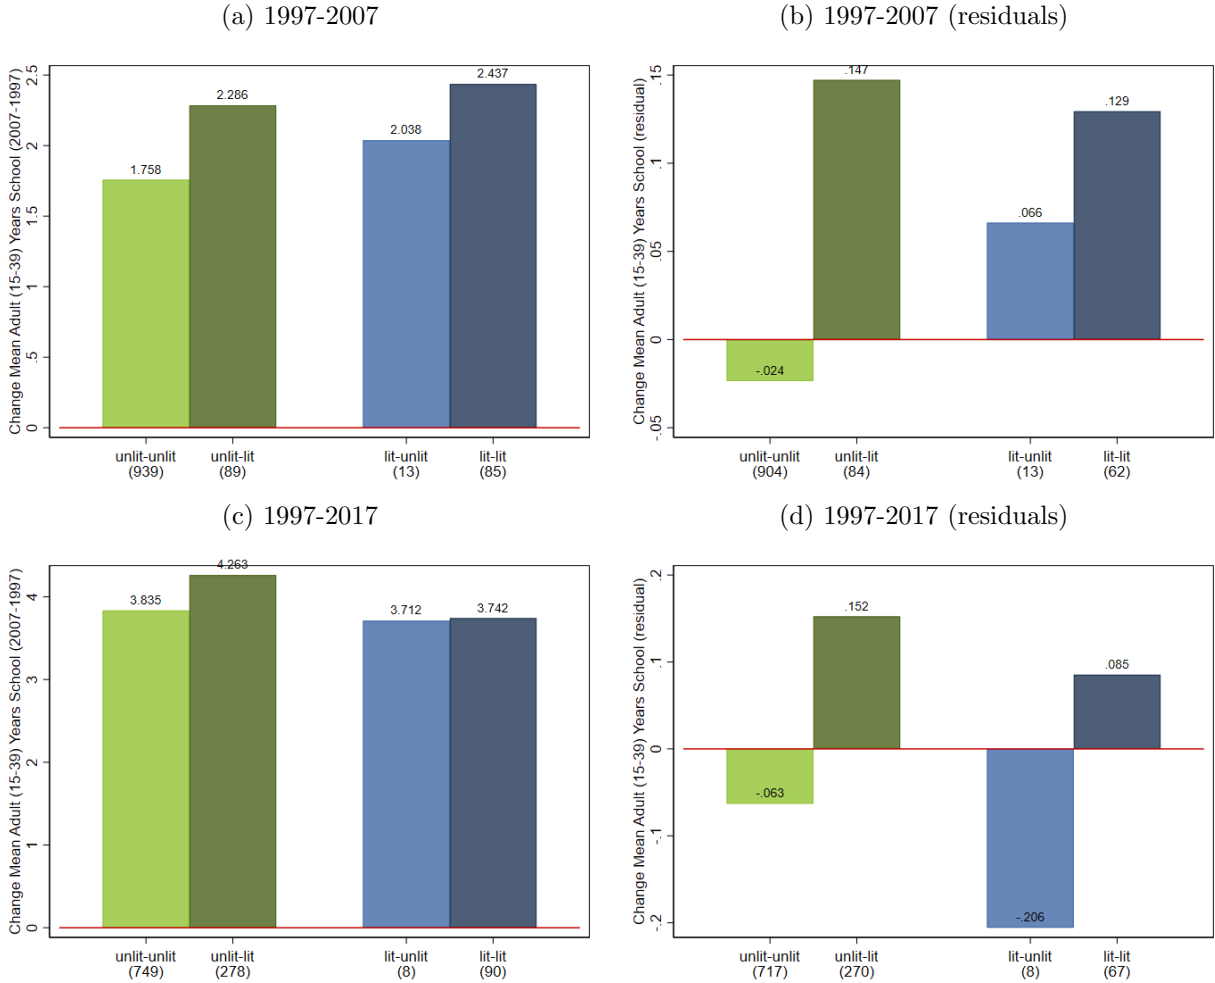 (a) 1997-2007
Change Mean Adult (15-39) Years School (2007-1997)
2.5
2
1.5
1
.5
0
1.758
2.286
2.038
2.437
unlit-unlit
(939)
unlit-lit
(89)
lit-unlit
(13)
lit-lit
(85)
(b) 1997-2007 (residuals)
Change Mean Adult (15-39) Years School (residual)
.15
.1
.05
0
-.05
-.024
.147
.066
.129
unlit-unlit
(904)
unlit-lit
(84)
lit-unlit
(13)
lit-lit
(62)
(c) 1997-2017
Change Mean Adult (15-39) Years School (2007-1997)
4
3
2
1
0
3.835
4.263
3.712
3.742
unlit-unlit
(749)
unlit-lit
(278)
lit-unlit
(8)
lit-lit
(90)
(d) 1997-2017 (residuals)
Change Mean Adult (15-39) Years School (residual)
.2
.1
0
-.1
-.2
-.063
.152
-.206
.085
unlit-unlit
(717)
unlit-lit
(270)
lit-unlit
(8)
lit-lit
(67)